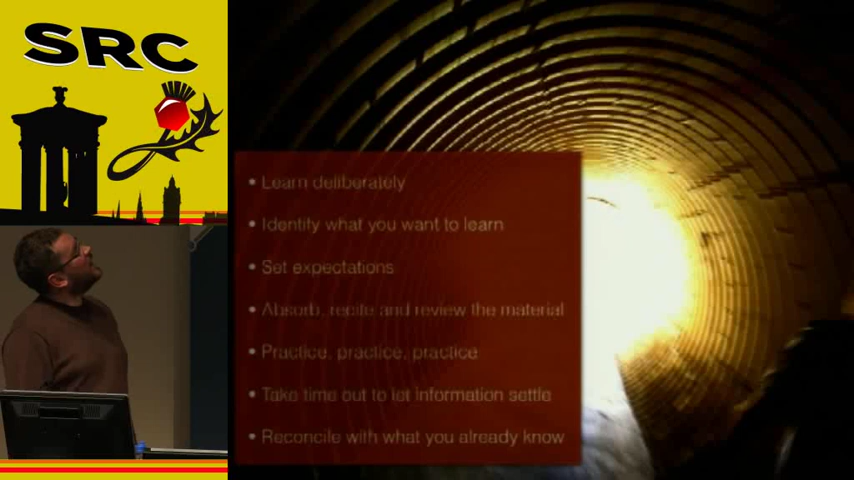 SRC
• Learn deliberately
• Identify what you want to learn
• Set expectations
• Absorb, recite and review the material
• Practice, practice, practice
• Take time out to let information settle
• Reconcile with what you already know